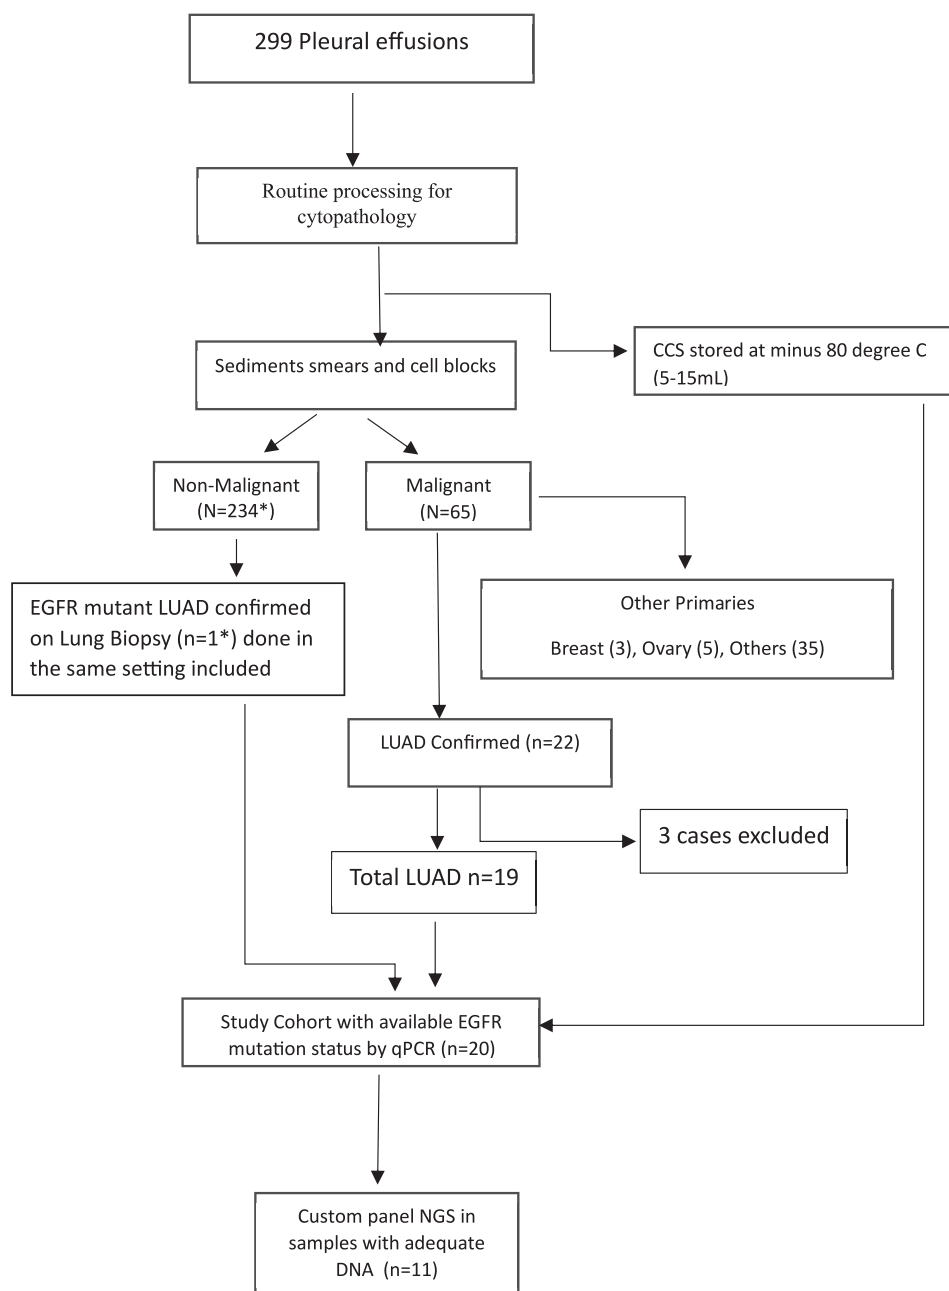 299 Pleural effusions
Routine processing for
cytopathology
Sediments smears and cell blocks
CCS stored at minus 80 degree C
(5-15mL)
Non-Malignant
(N=234*)
Malignant
(N=65)
EGFR mutant LUAD confirmed
on Lung Biopsy (n=1*) done in
the same setting included
Other Primaries
Breast (3), Ovary (5), Others (35)
LUAD Confirmed (n=22)
3 cases excluded
Total LUAD n=19
Study Cohort with available EGFR
mutation status by qPCR (n=20)
Custom panel NGS in
samples with adequate
DNA (n=11)